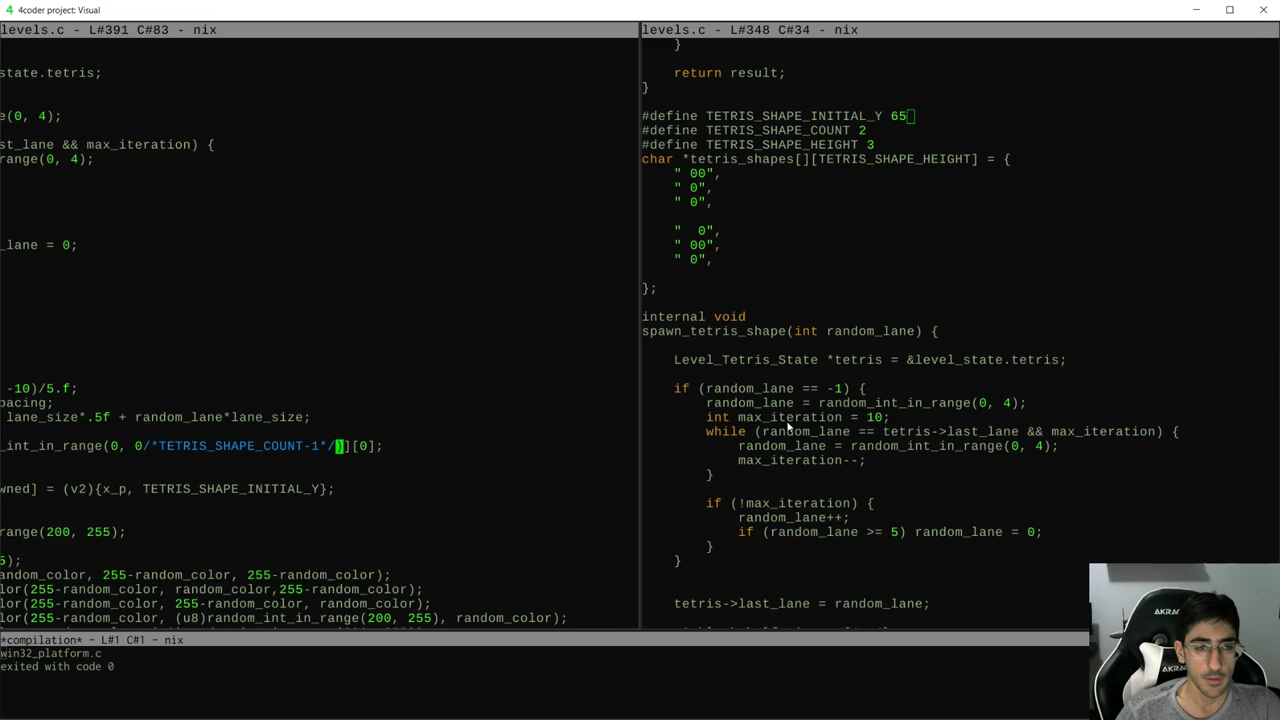 4 4coder project: Visual
levels.c - L#391 C#83 - nix
state.tetris;
e(0, 4);
st_lane && max_iteration) {
range(0, 4);
_lane = 0;
-10)/5.f;
pacing;
lane_size*.5f + random_lane*lane_size;
_int_in_range(0, 0/*TETRIS_SHAPE_COUNT-1*/)][0];
wned] = (v2){x_p, TETRIS_SHAPE_INITIAL_Y};
range(200, 255);
5);
andom_color, 255-random_color, 255-random_color);
lor(255-random_color, random_color,255-random_color);
lor(255-random_color, 255-random_color, random_color);
lor(255-random_color, (u8)random_int_in_range(200, 255), random_color);
levels.c - L#348 C#34 - nix
}
return result;
}
#define TETRIS_SHAPE_INITIAL_Y 65
#define TETRIS_SHAPE_COUNT 2
#define TETRIS_SHAPE_HEIGHT 3
char *tetris_shapes[][TETRIS_SHAPE_HEIGHT] = {
" 00",
" 0",
" 0",
"  0",
" 00",
" 0",
};
internal void
spawn_tetris_shape(int random_lane) {
Level_Tetris_State *tetris = &level_state.tetris;
if (random_lane == -1) {
random_lane = random_int_in_range(0, 4);
int max_iteration = 10;
while (random_lane == tetris->last_lane && max_iteration) {
random_lane = random_int_in_range(0, 4);
max_iteration--;
}
if (!max_iteration) {
random_lane++;
if (random_lane >= 5) random_lane = 0;
}
}
tetris->last_lane = random_lane;
*compilation* - L#1 C#1 - nix
win32_platform.c
exited with code 0
AKRA
AKRA